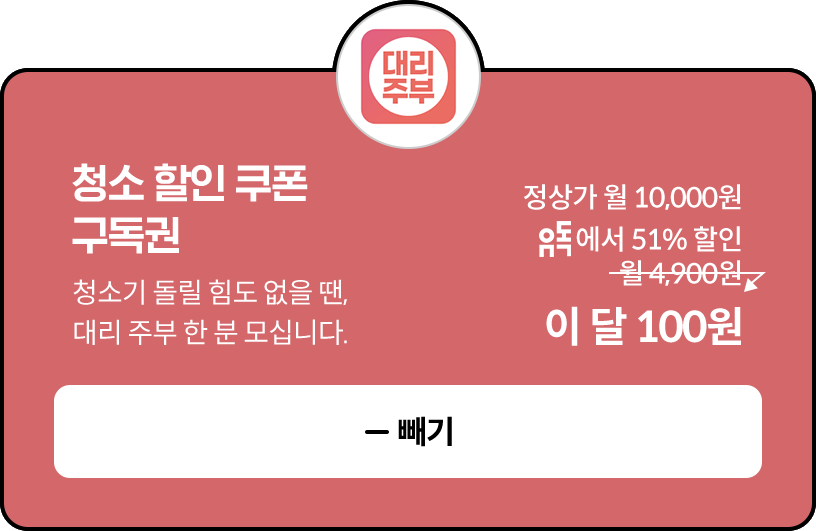 대리
주부
청소 할인 쿠폰
구독권
청소기 돌릴 힘도 없을 땐,
대리 주부 한 분 모십니다.
정상가 월 10,000원
유독에서 51% 할인
월 4,900원
이 달 100원
– 빼기